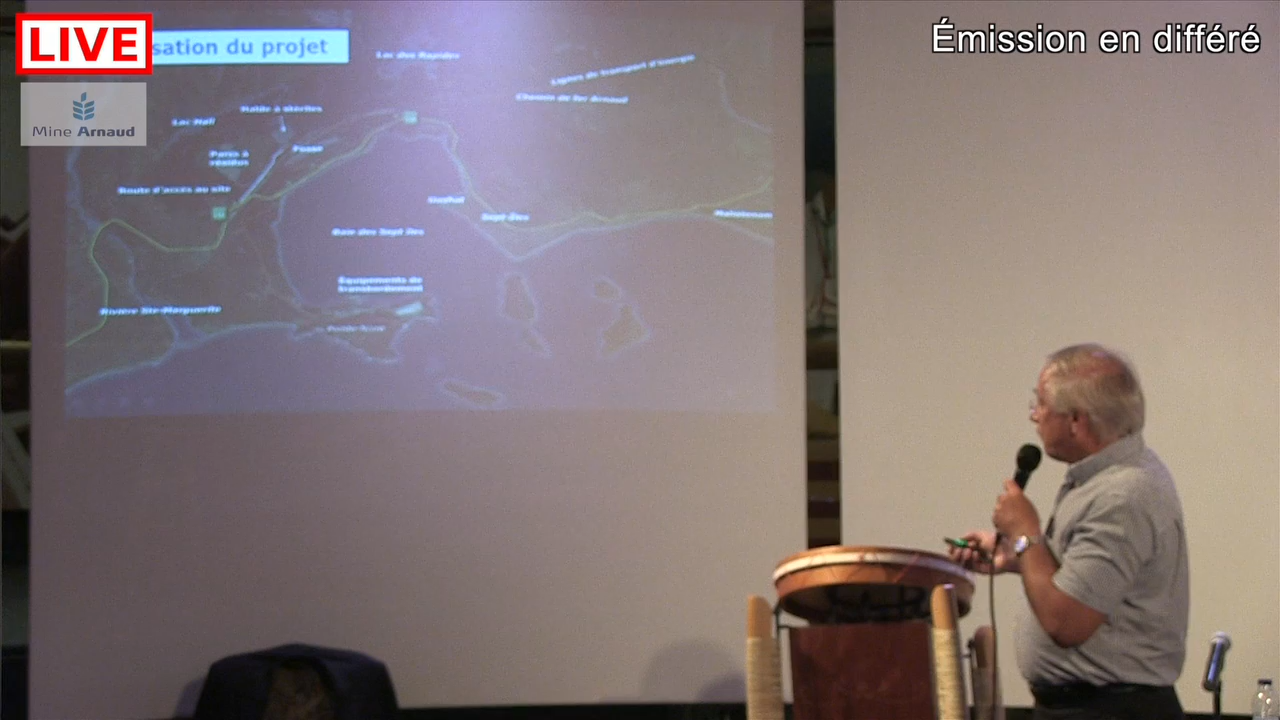 LIVE
Émission en différé
sation du projet
Mine Arnaud
Lac des Rapides
Lignes de transport d'énergie
Chemin de fer Arnaud
Halde à stériles
Lac Hall
Fosse
Parcs à
résidus
Route d'accès au site
Uashat
Sept-Îles
Maliotenam
Baie des Sept Îles
Équipements de
transbordement
Rivière Ste-Marguerite